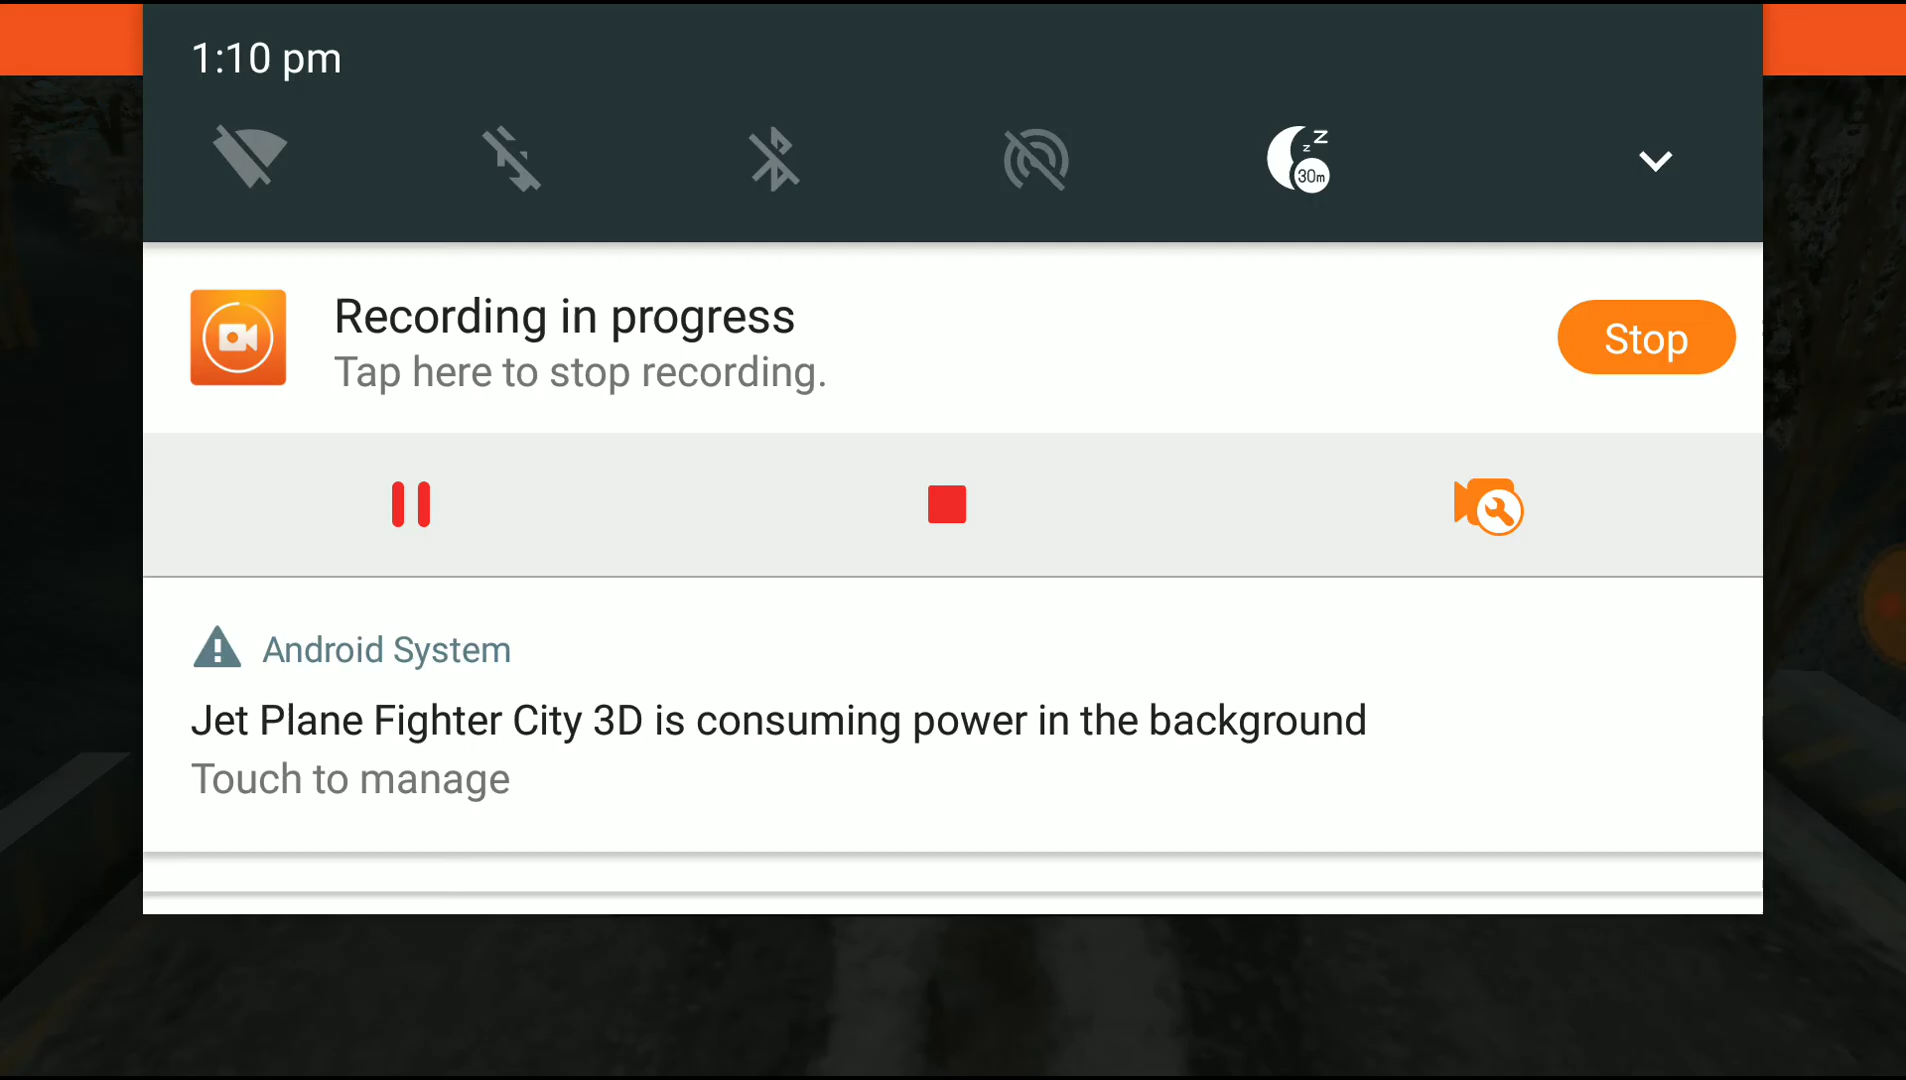 1:10 pm
z
z
30m
Recording in progress
Tap here to stop recording.
Stop
Android System
Jet Plane Fighter City 3D is consuming power in the background
Touch to manage